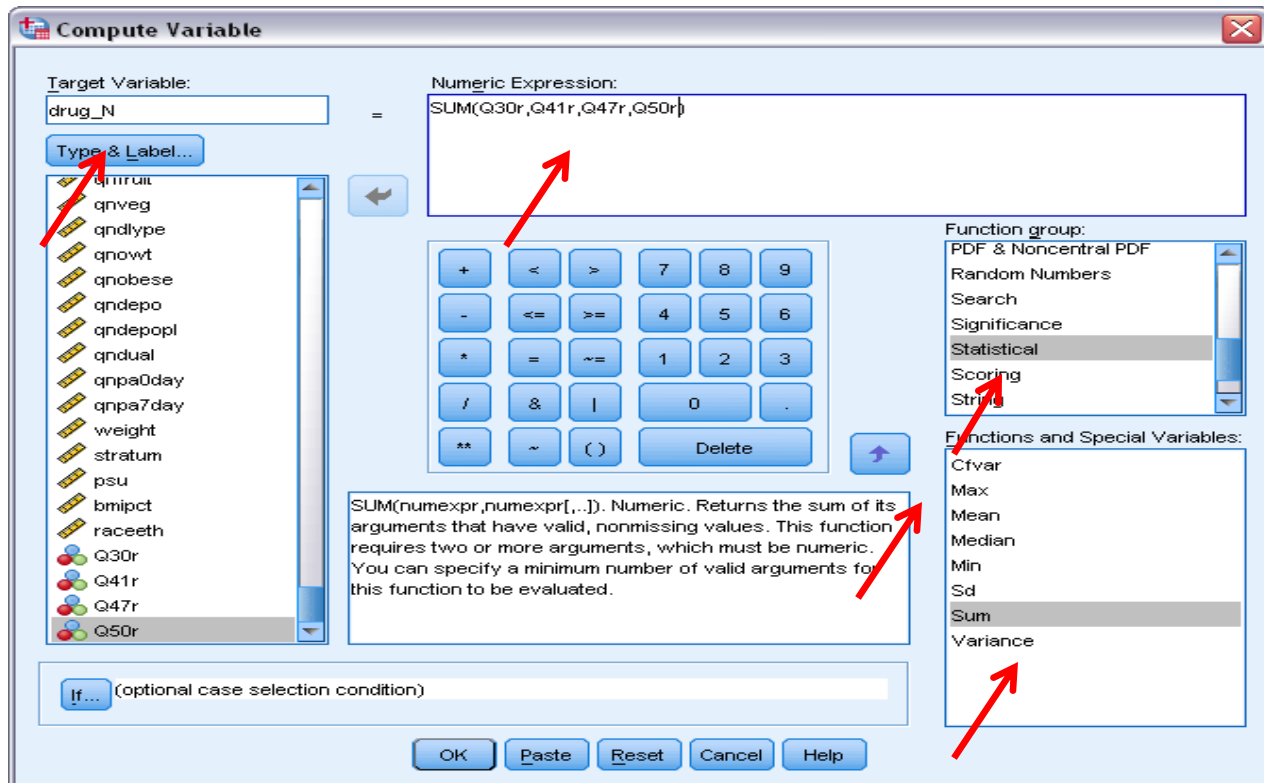 Compute Variable
Target Variable:
drug_N
=
Numeric Expression:
SUM(Q30r,Q41r,Q47r,Q50r)
Type & Label...
qnfruit
qnveg
qndlype
qnowt
qnobese
qndepo
qndepopl
qndual
qnpa0day
qnpa7day
weight
stratum
psu
bmipct
raceeth
Q30r
Q41r
Q47r
Q50r
+ < > 7 8 9
- <= >= 4 5 6
* = ~= 1 2 3
/ & | 0 .
** ~ ( ) Delete
Function group:
PDF & Noncentral PDF
Random Numbers
Search
Significance
Statistical
Scoring
String
Functions and Special Variables:
Cfvar
Max
Mean
Median
Min
Sd
Sum
Variance
SUM(numexpr,numexpr[,..]). Numeric. Returns the sum of its
arguments that have valid, nonmissing values. This function
requires two or more arguments, which must be numeric.
You can specify a minimum number of valid arguments for
this function to be evaluated.
If... (optional case selection condition)
OK Paste Reset Cancel Help